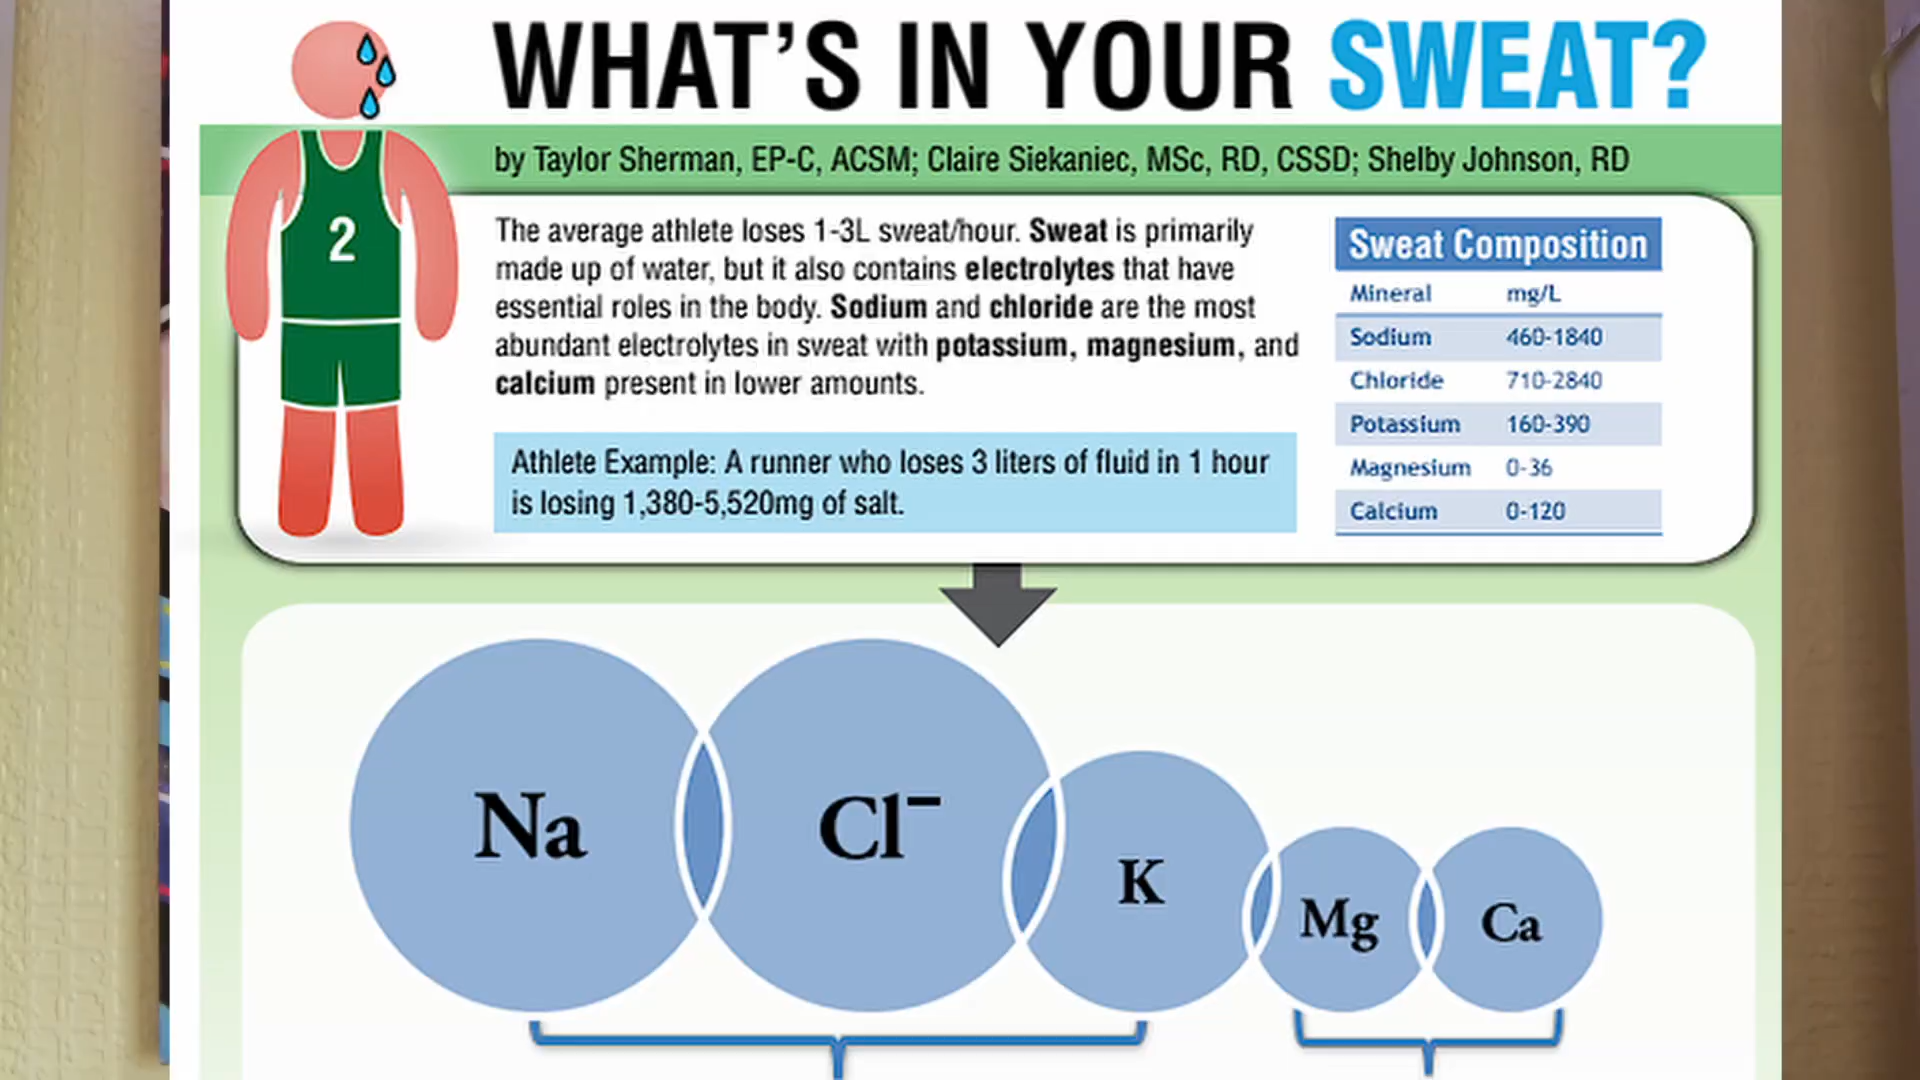 WHAT'S IN YOUR SWEAT?
by Taylor Sherman, EP-C, ACSM; Claire Siekaniec, MSc, RD, CSSD; Shelby Johnson, RD
2
The average athlete loses 1-3L sweat/hour. Sweat is primarily
made up of water, but it also contains electrolytes that have
essential roles in the body. Sodium and chloride are the most
abundant electrolytes in sweat with potassium, magnesium, and
calcium present in lower amounts.
Athlete Example: A runner who loses 3 liters of fluid in 1 hour
is losing 1,380-5,520mg of salt.
Sweat Composition
Mineral mg/L
Sodium 460-1840
Chloride 710-2840
Potassium 160-390
Magnesium 0-36
Calcium 0-120
Na Cl⁻ K Mg Ca